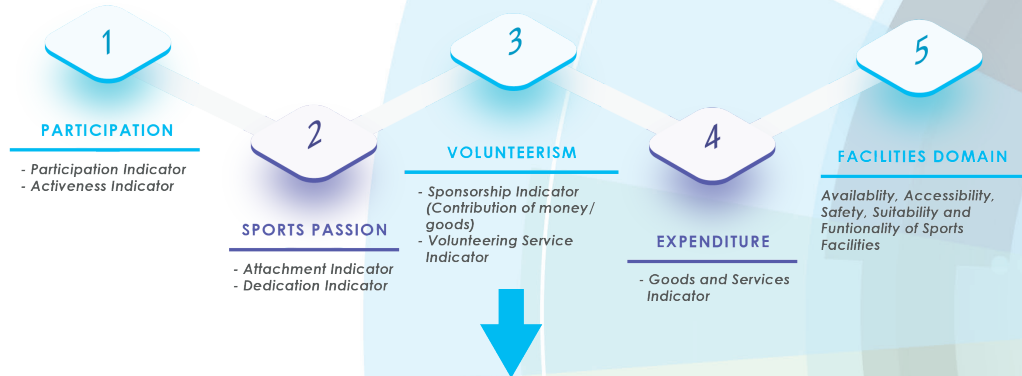 1
PARTICIPATION
- Participation Indicator
- Activeness Indicator
2
SPORTS PASSION
- Attachment Indicator
- Dedication Indicator
3
VOLUNTEERISM
- Sponsorship Indicator
(Contribution of money/
goods)
- Volunteering Service
Indicator
4
EXPENDITURE
- Goods and Services
Indicator
5
FACILITIES DOMAIN
Availablity, Accessibility,
Safety, Suitability and
Funtionality of Sports
Facilities